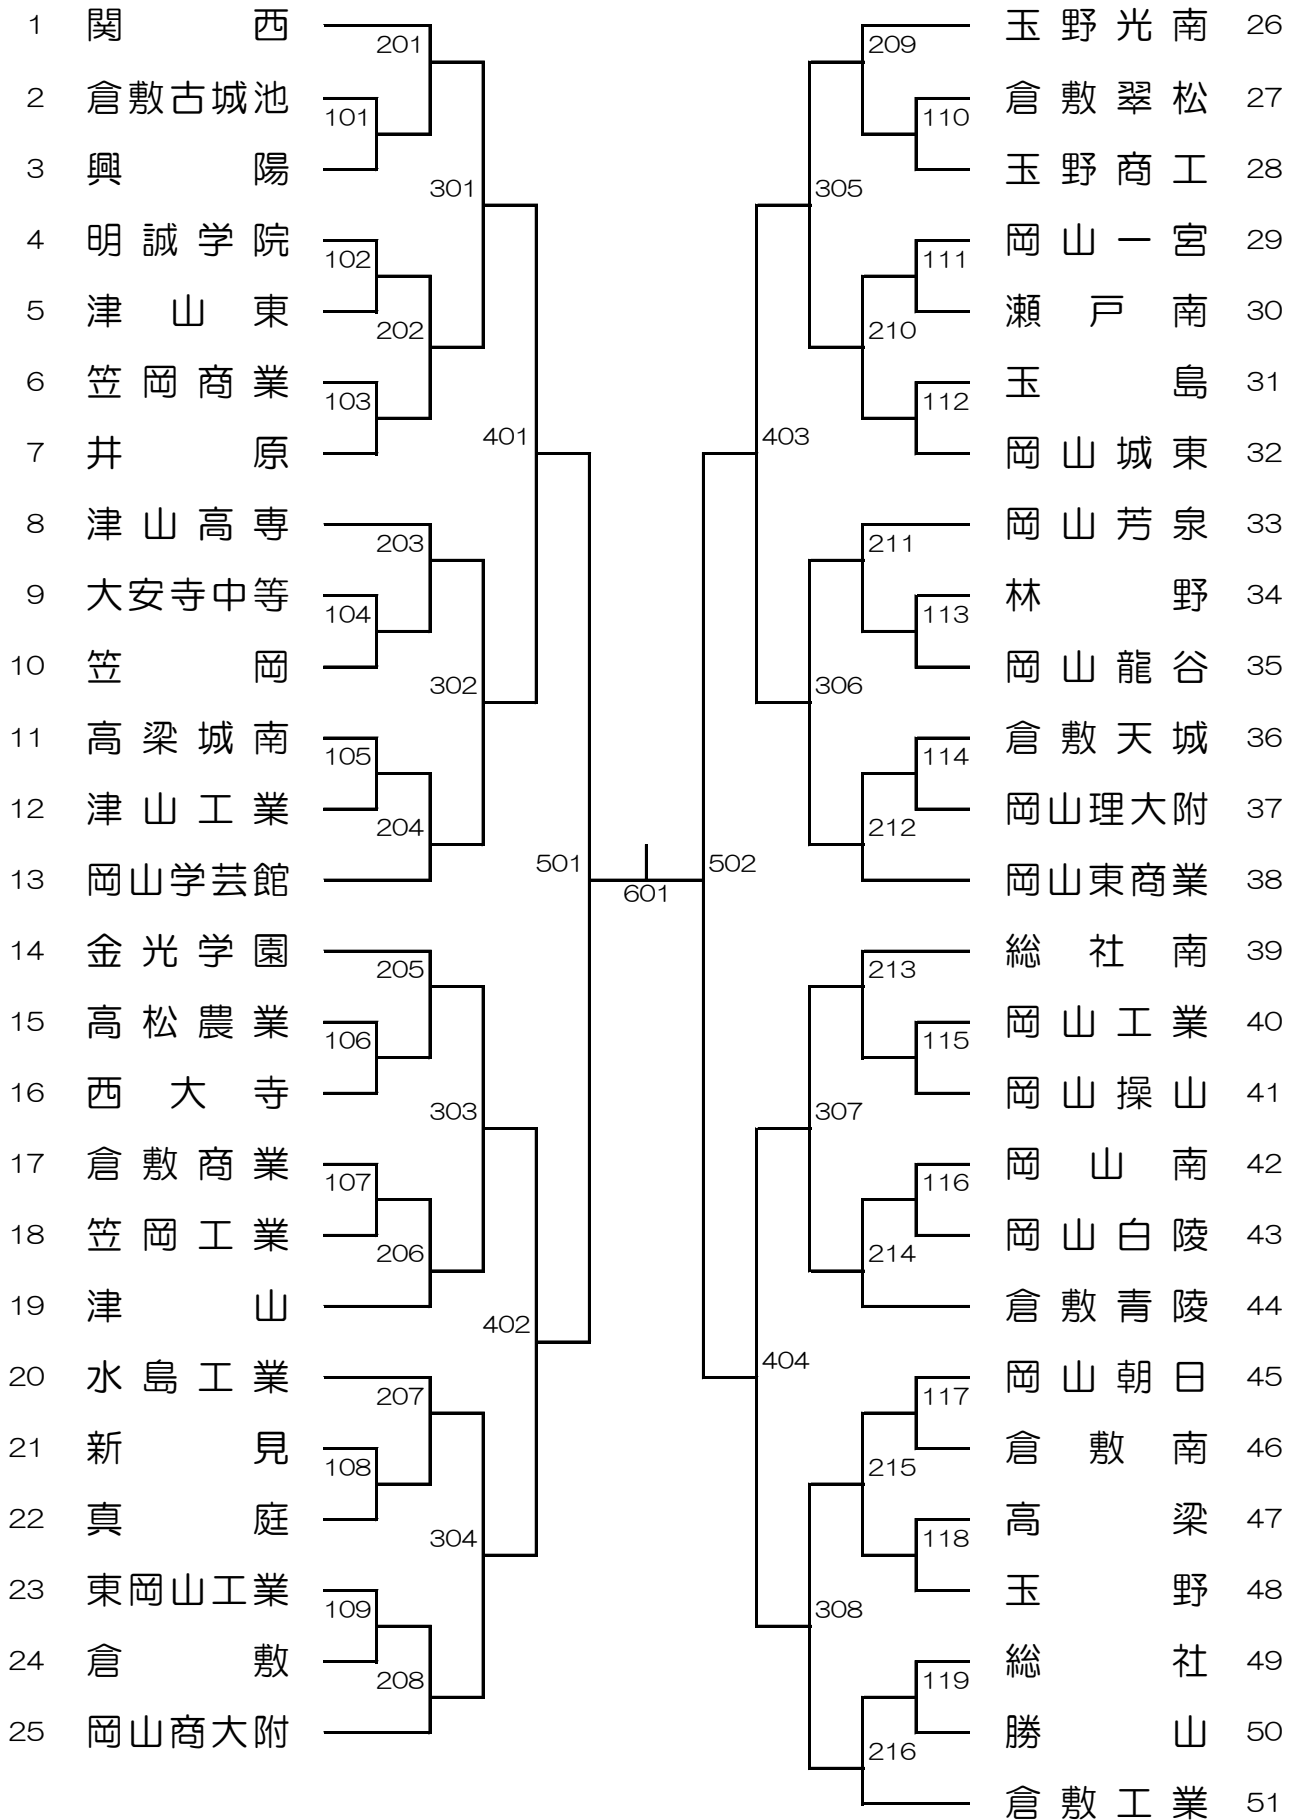 1 関西
2 倉敷古城池
3 興陽
4 明誠学院
5 津山東
6 笠岡商業
7 井原
8 津山高専
9 大安寺中等
10 笠岡
11 高梁城南
12 津山工業
13 岡山学芸館
14 金光学園
15 高松農業
16 西大寺
17 倉敷商業
18 笠岡工業
19 津山
20 水島工業
21 新見
22 真庭
23 東岡山工業
24 倉敷
25 岡山商大附
101
102
103
104
105
106
107
108
109
201
202
203
204
205
206
207
208
301
302
303
304
401
402
501
601
502
403
404
305
306
307
308
209
210
211
212
213
214
215
216
110
111
112
113
114
115
116
117
118
119
玉野光南 26
倉敷翠松 27
玉野商工 28
岡山一宮 29
瀬戸南 30
玉島 31
岡山城東 32
岡山芳泉 33
林野 34
岡山龍谷 35
倉敷天城 36
岡山理大附 37
岡山東商業 38
総社南 39
岡山工業 40
岡山操山 41
岡山南 42
岡山白陵 43
倉敷青陵 44
岡山朝日 45
倉敷南 46
高梁 47
玉野 48
総社 49
勝山 50
倉敷工業 51